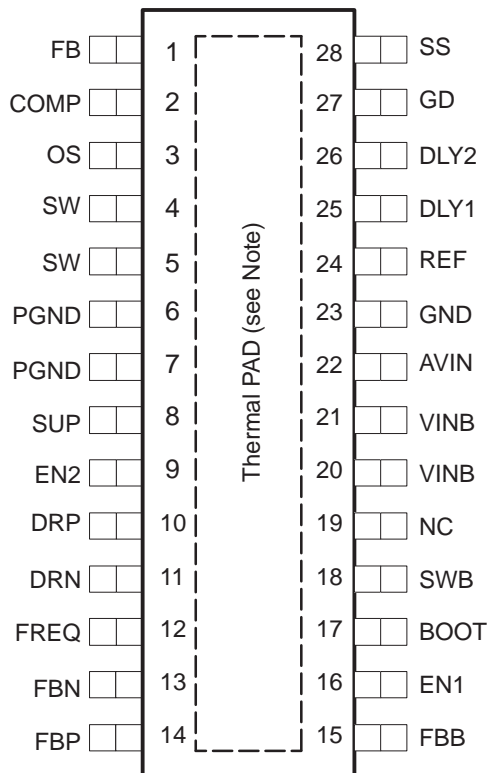 FB 1 28 SS
COMP 2 27 GD
OS 3 26 DLY2
SW 4 25 DLY1
SW 5 24 REF
PGND 6 23 GND
PGND 7 22 AVIN
SUP 8 21 VINB
EN2 9 20 VINB
DRP 10 19 NC
DRN 11 18 SWB
FREQ 12 17 BOOT
FBN 13 16 EN1
FBP 14 15 FBB
Thermal PAD (see Note)